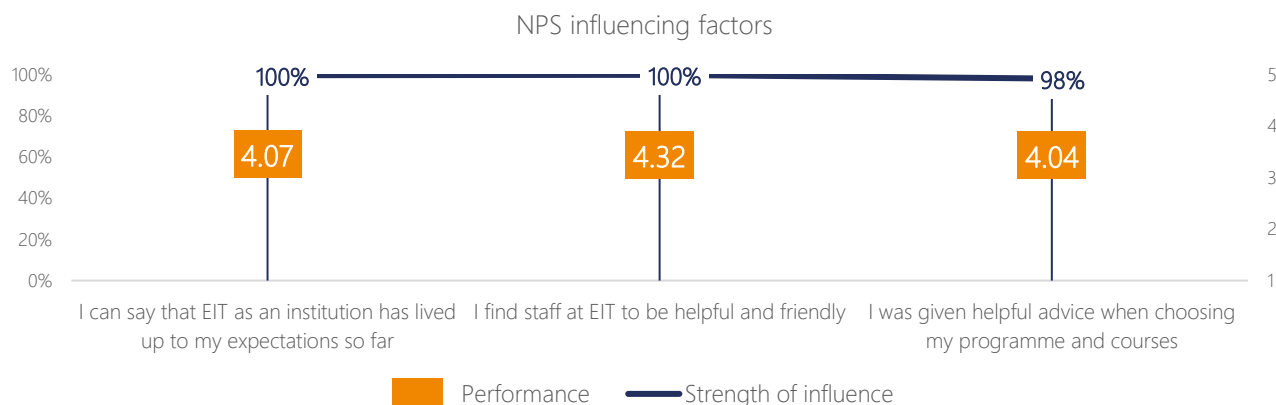 NPS influencing factors
100%
80%
60%
40%
20%
0%
100%
100%
98%
4.07
4.32
4.04
5
4
3
2
1
I can say that EIT as an institution has lived
up to my expectations so far
I find staff at EIT to be helpful and friendly
I was given helpful advice when choosing
my programme and courses
Performance
Strength of influence